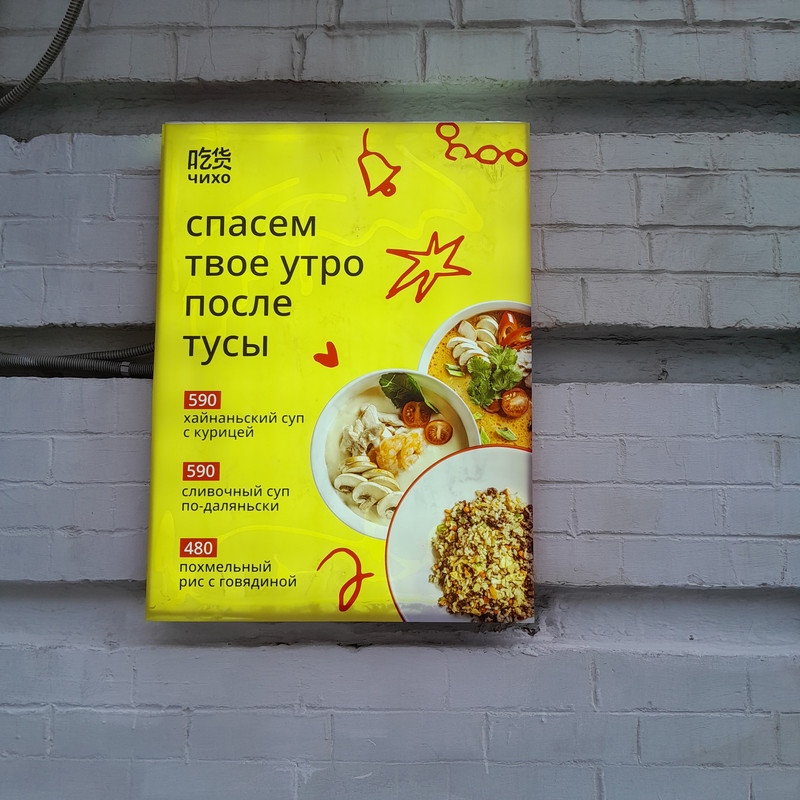 吃货
чихо
спасем
твое утро
после
тусы
590
хайнаньский суп
с курицей
590
сливочный суп
по-даляньски
480
похмельный
рис с говядиной